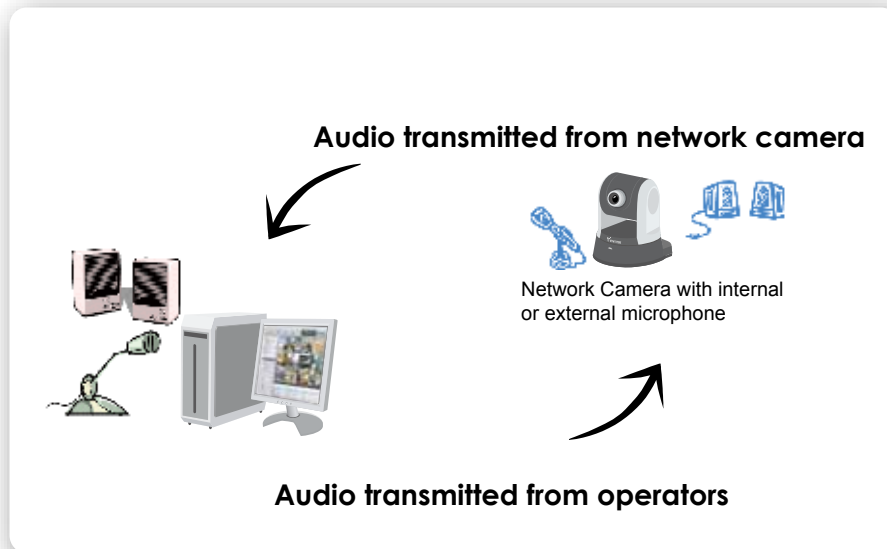 Audio transmitted from network camera
Network Camera with internal
or external microphone
Audio transmitted from operators